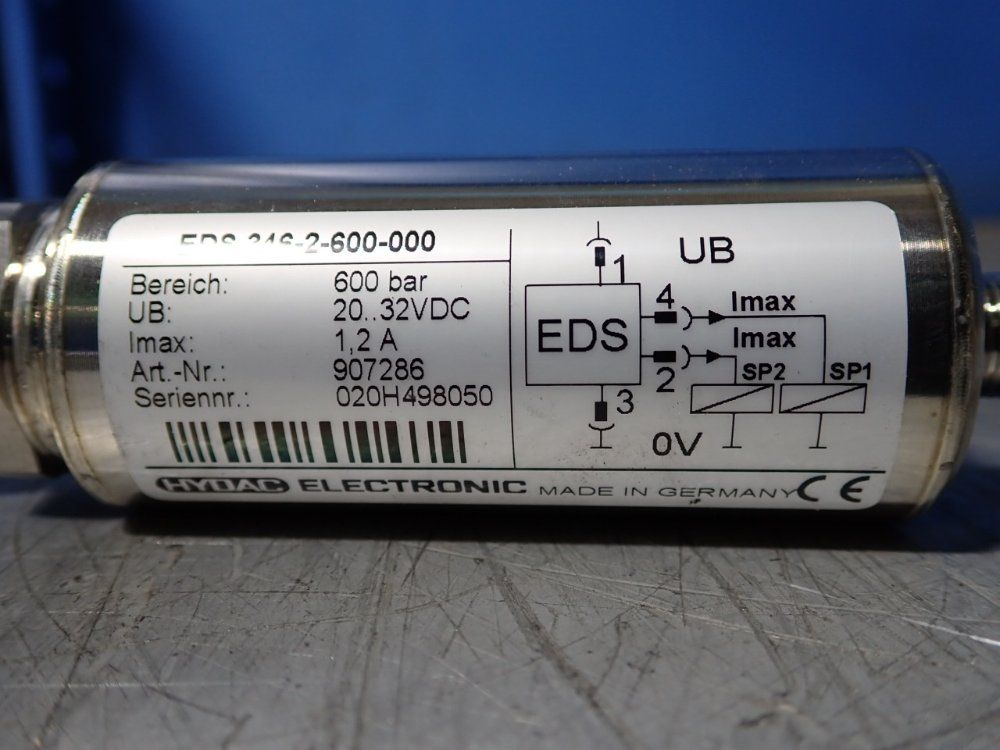 EDS 346-2-600-000
Bereich: 600 bar
UB: 20..32VDC
Imax: 1,2 A
Art.-Nr.: 907286
Seriennr.: 020H498050
1 UB
EDS
4 Imax
Imax
2 SP2 SP1
3
0V
HYDAC ELECTRONIC MADE IN GERMANY CE